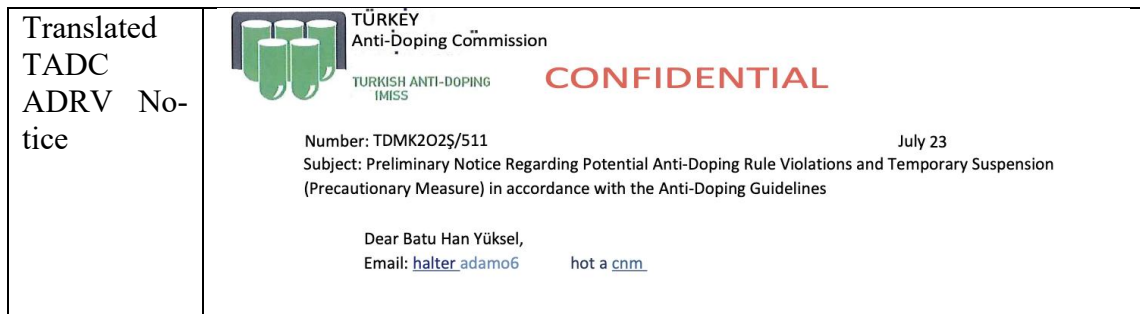 Translated
TADC
ADRV No-
tice
TÜRKEY
Anti-Doping Commission
TURKISH ANTI-DOPING
IMISS
CONFIDENTIAL
Number: TDMK2O2Ş/511 July 23
Subject: Preliminary Notice Regarding Potential Anti-Doping Rule Violations and Temporary Suspension
(Precautionary Measure) in accordance with the Anti-Doping Guidelines
Dear Batu Han Yüksel,
Email: halter adamo6 hot a cnm